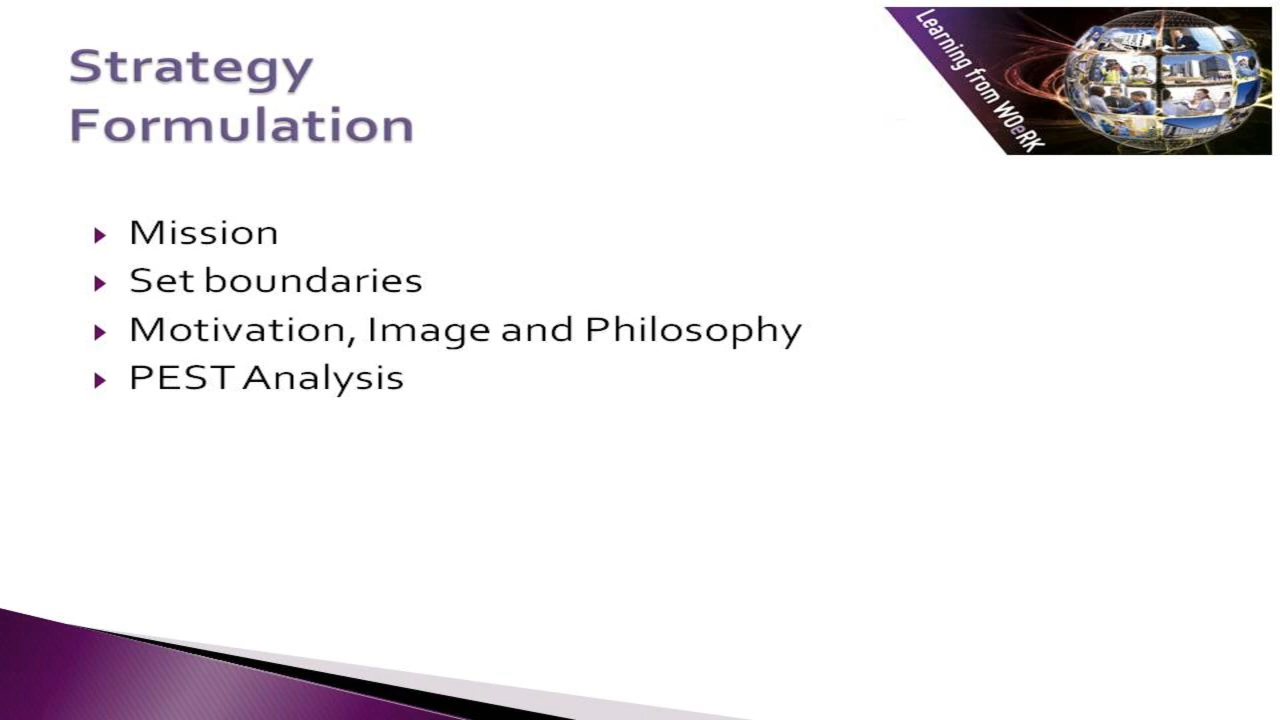 Strategy
Formulation
Learning from WOeRK
Mission
Set boundaries
Motivation, Image and Philosophy
PEST Analysis